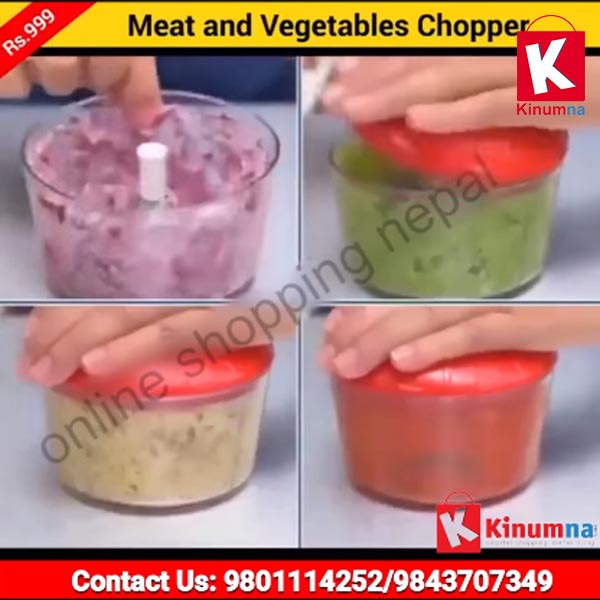 Rs.999
Meat and Vegetables Chopper
K
Kinumna
online shopping nepal
K
Kinumna
Contact Us: 9801114252/9843707349